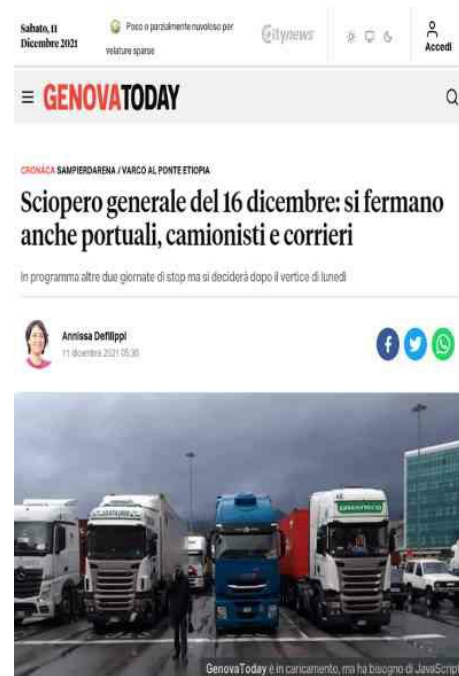 Sabato, 11
Dicembre 2021
Poco o parzialmente nuvoloso per
velature sparse
Citynews
Accedi
GENOVATODAY
CRONACA SAMPIERDARENA / VARCO AL PONTE ETIOPIA
Sciopero generale del 16 dicembre: si fermano
anche portuali, camionisti e corrieri
In programma altre due giornate di stop ma si deciderà dopo il vertice di lunedì
Annissa Defilippi
11 dicembre 2021 05:30
GenovaToday è in caricamento, ma ha bisogno di JavaScript